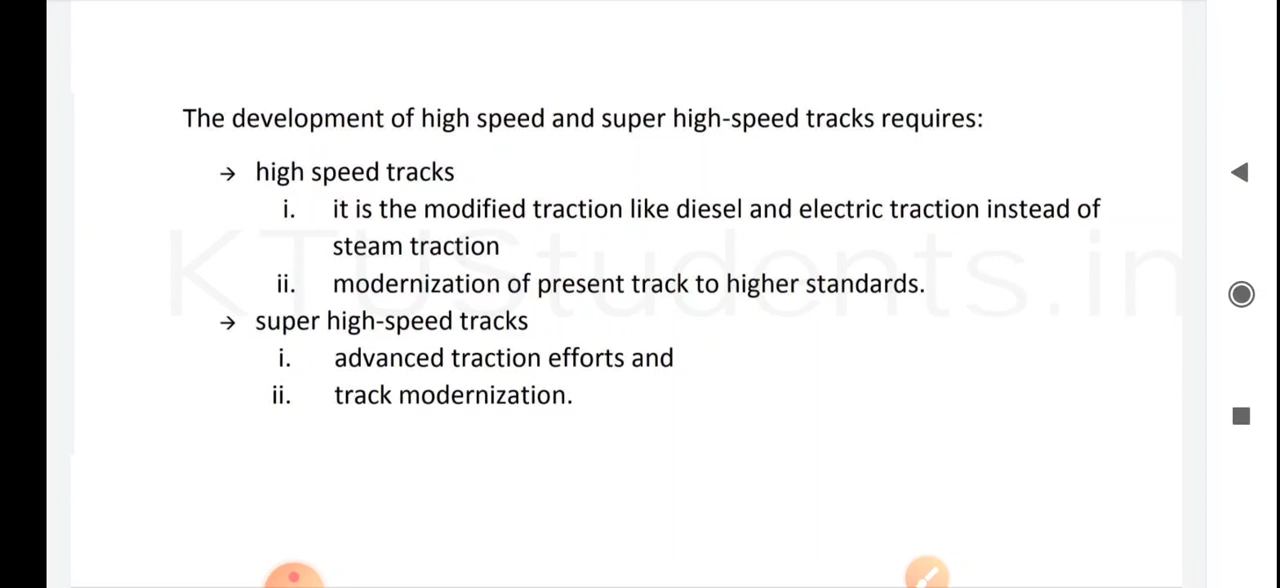 The development of high speed and super high-speed tracks requires:
→ high speed tracks
i. it is the modified traction like diesel and electric traction instead of
steam traction
KTUStudents.in
ii. modernization of present track to higher standards.
→ super high-speed tracks
i. advanced traction efforts and
ii. track modernization.